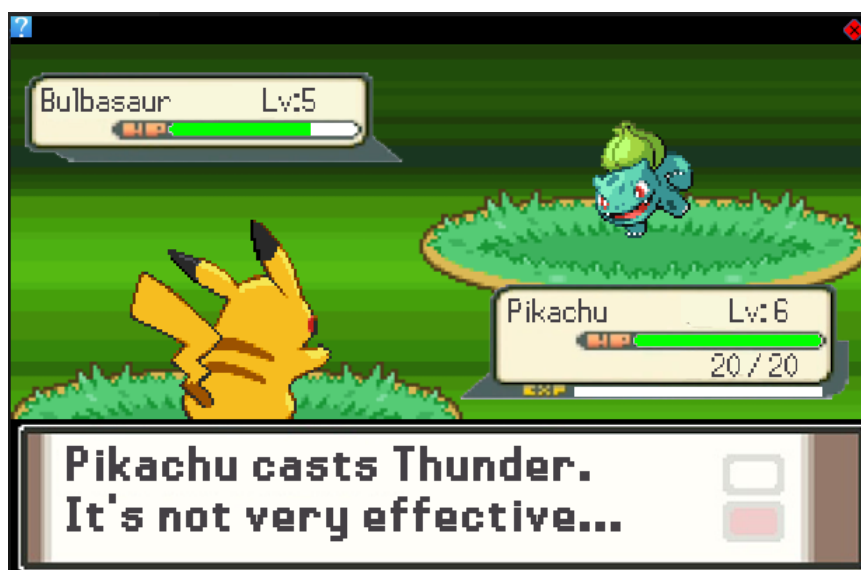 ?
Bulbasaur Lv:5
HP
Pikachu Lv:6
HP
20/20
EXP
Pikachu casts Thunder.
It's not very effective...